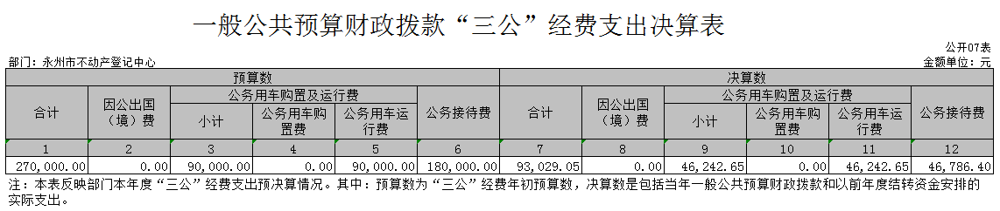 一般公共预算财政拨款“三公”经费支出决算表
公开07表
部门：永州市不动产登记中心 金额单位：元
预算数 决算数
合计 因公出国（境）费 公务用车购置及运行费 公务接待费 合计 因公出国（境）费 公务用车购置及运行费 公务接待费
小计 公务用车购置费 公务用车运行费 小计 公务用车购置费 公务用车运行费
1 2 3 4 5 6 7 8 9 10 11 12
270,000.00 0.00 90,000.00 0.00 90,000.00 180,000.00 93,029.05 0.00 46,242.65 0.00 46,242.65 46,786.40
注：本表反映部门本年度“三公”经费支出预决算情况。其中：预算数为“三公”经费年初预算数，决算数是包括当年一般公共预算财政拨款和以前年度结转资金安排的
实际支出。